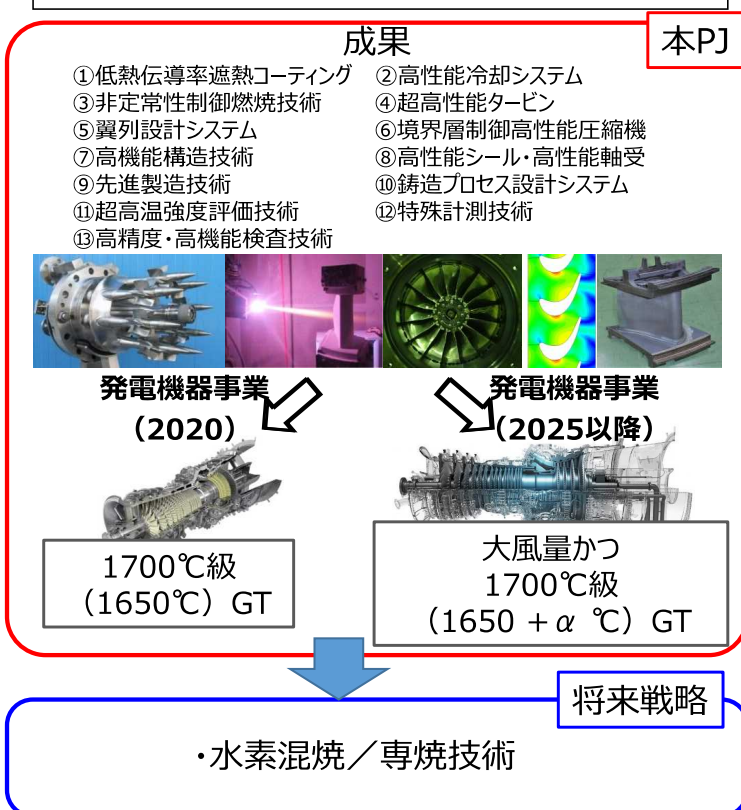 本PJ
成果
①低熱伝導率遮熱コーティング ②高性能冷却システム
③非定常性制御燃焼技術 ④超高性能タービン
⑤翼列設計システム ⑥境界層制御高性能圧縮機
⑦高機能構造技術 ⑧高性能シール・高性能軸受
⑨先進製造技術 ⑩鋳造プロセス設計システム
⑪超高温強度評価技術 ⑫特殊計測技術
⑬高精度・高機能検査技術
発電機器事業
（2020）
発電機器事業
（2025以降）
1700℃級
（1650℃）GT
大風量かつ
1700℃級
（1650 ＋α ℃）GT
将来戦略
・水素混焼／専焼技術